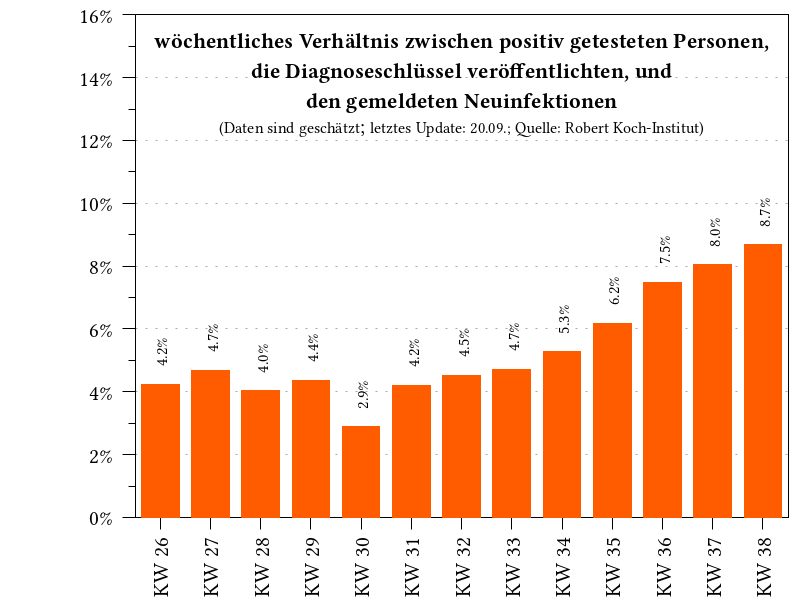 wöchentliches Verhältnis zwischen positiv getesteten Personen,
die Diagnoseschlüssel veröffentlichten, und
den gemeldeten Neuinfektionen
(Daten sind geschätzt; letztes Update: 20.09.; Quelle: Robert Koch-Institut)
16%
14%
12%
10%
8%
6%
4%
2%
0%
4.2%
4.7%
4.0%
4.4%
2.9%
4.2%
4.5%
4.7%
5.3%
6.2%
7.5%
8.0%
8.7%
KW 26
KW 27
KW 28
KW 29
KW 30
KW 31
KW 32
KW 33
KW 34
KW 35
KW 36
KW 37
KW 38